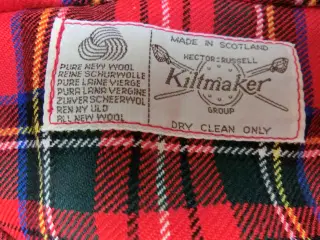 PURE NEW WOOL
REINE SCHURWOLLE
PURE LAINE VIERGE
PURA LANA VERGINE
ZUIVER SCHEERWOL
REN NY ULD
ALL NEW WOOL
MADE IN SCOTLAND
HECTOR RUSSELL
Kiltmaker
GROUP
DRY CLEAN ONLY